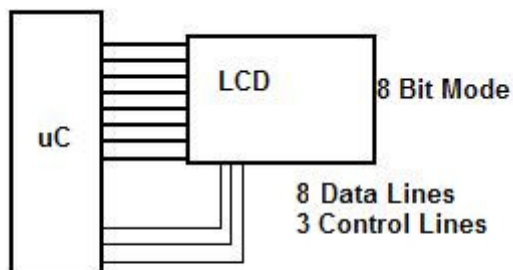 uC
LCD
8 Bit Mode
8 Data Lines
3 Control Lines